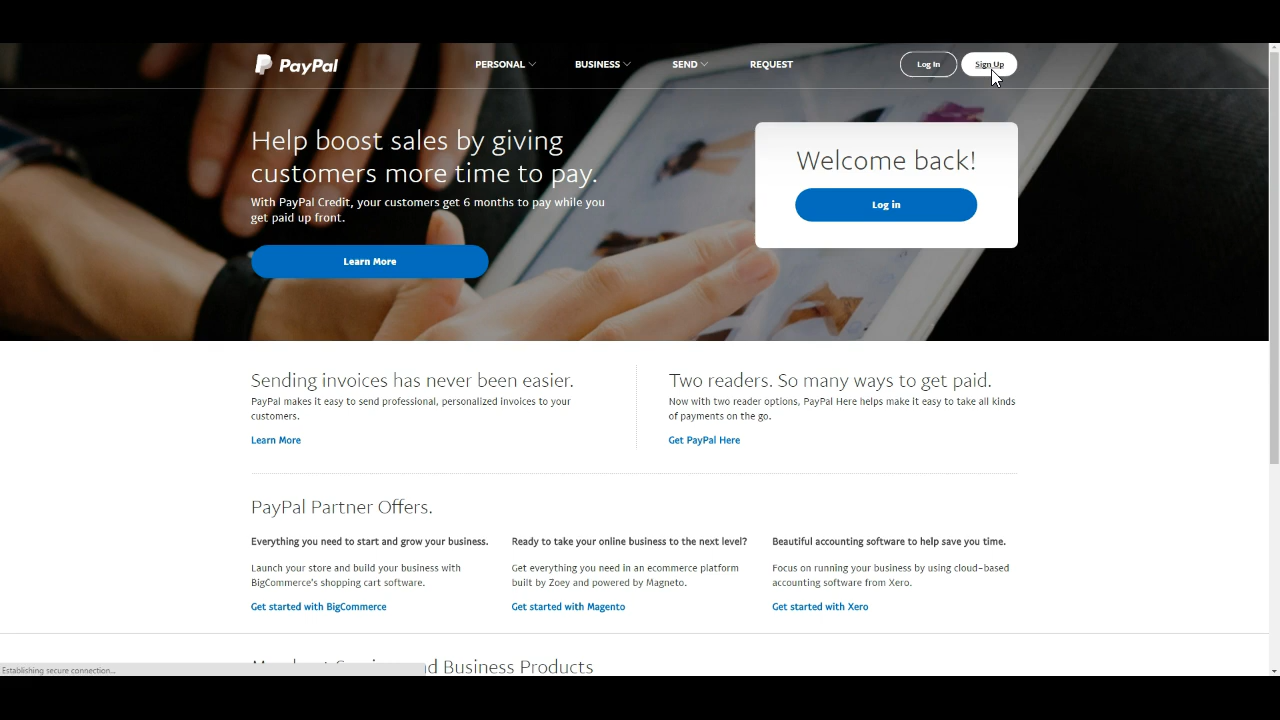 PayPal
PERSONAL
BUSINESS
SEND
REQUEST
Log In
Sign Up
Help boost sales by giving
customers more time to pay.
With PayPal Credit, your customers get 6 months to pay while you
get paid up front.
Learn More
Welcome back!
Log in
Sending invoices has never been easier.
PayPal makes it easy to send professional, personalized invoices to your
customers.
Learn More
Two readers. So many ways to get paid.
Now with two reader options, PayPal Here helps make it easy to take all kinds
of payments on the go.
Get PayPal Here
PayPal Partner Offers.
Everything you need to start and grow your business.
Launch your store and build your business with
BigCommerce's shopping cart software.
Get started with BigCommerce
Ready to take your online business to the next level?
Get everything you need in an ecommerce platform
built by Zoey and powered by Magneto.
Get started with Magento
Beautiful accounting software to help save you time.
Focus on running your business by using cloud-based
accounting software from Xero.
Get started with Xero
Business Products
Establishing secure connection...